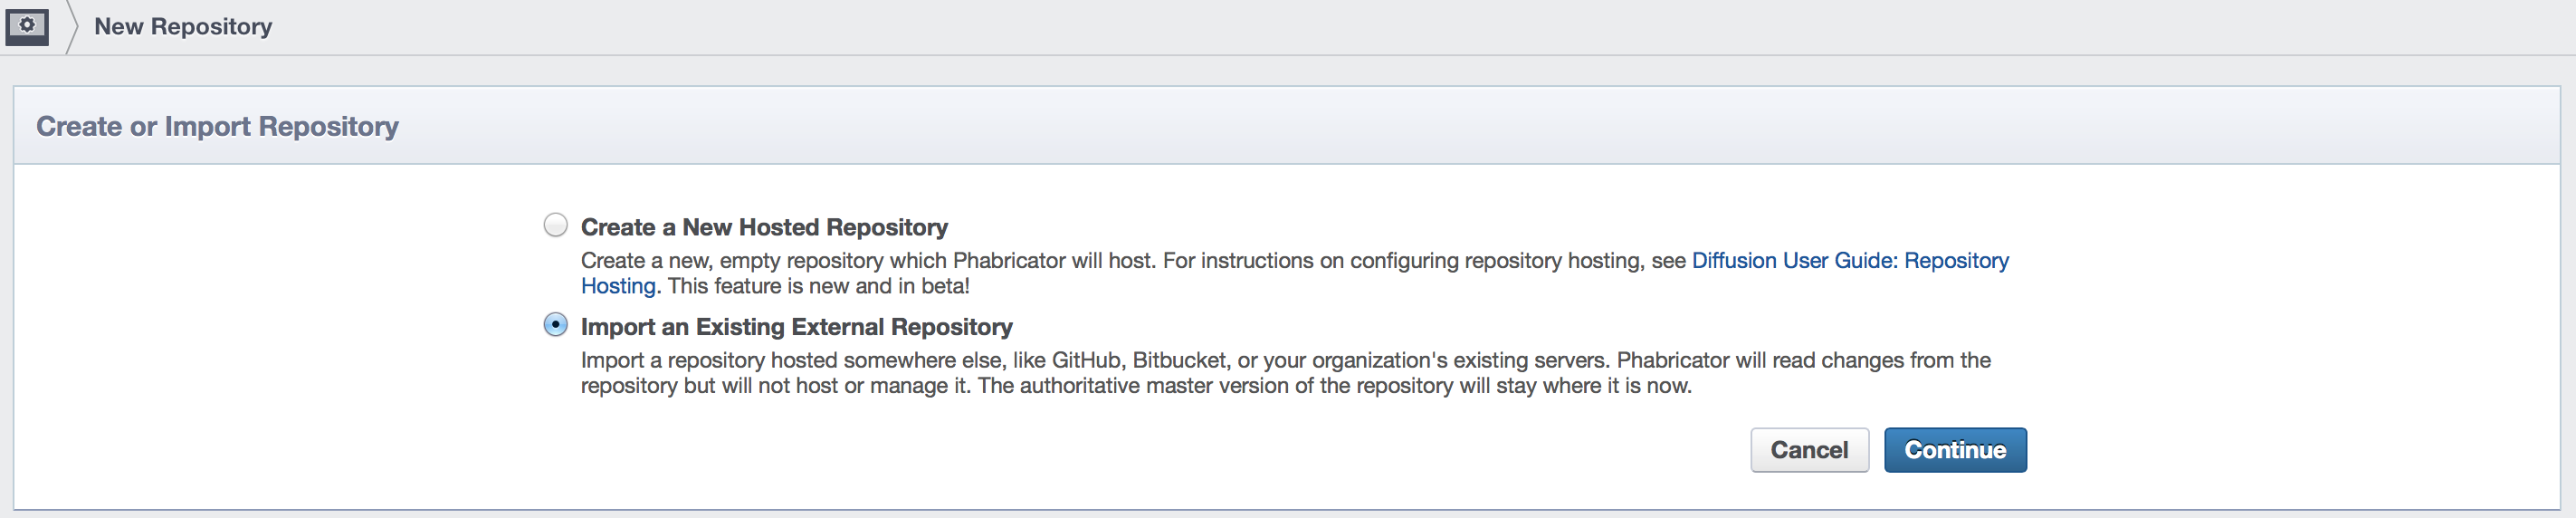 New Repository
Create or Import Repository
Create a New Hosted Repository
Create a new, empty repository which Phabricator will host. For instructions on configuring repository hosting, see Diffusion User Guide: Repository
Hosting. This feature is new and in beta!
Import an Existing External Repository
Import a repository hosted somewhere else, like GitHub, Bitbucket, or your organization's existing servers. Phabricator will read changes from the
repository but will not host or manage it. The authoritative master version of the repository will stay where it is now.
Cancel Continue